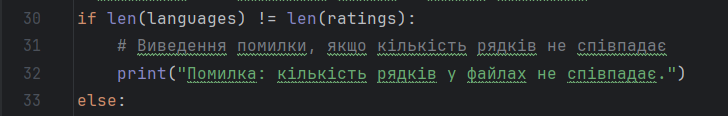 30 if len(languages) != len(ratings):
31 # Виведення помилки, якщо кількість рядків не співпадає
32 print("Помилка: кількість рядків у файлах не співпадає.")
33 else: